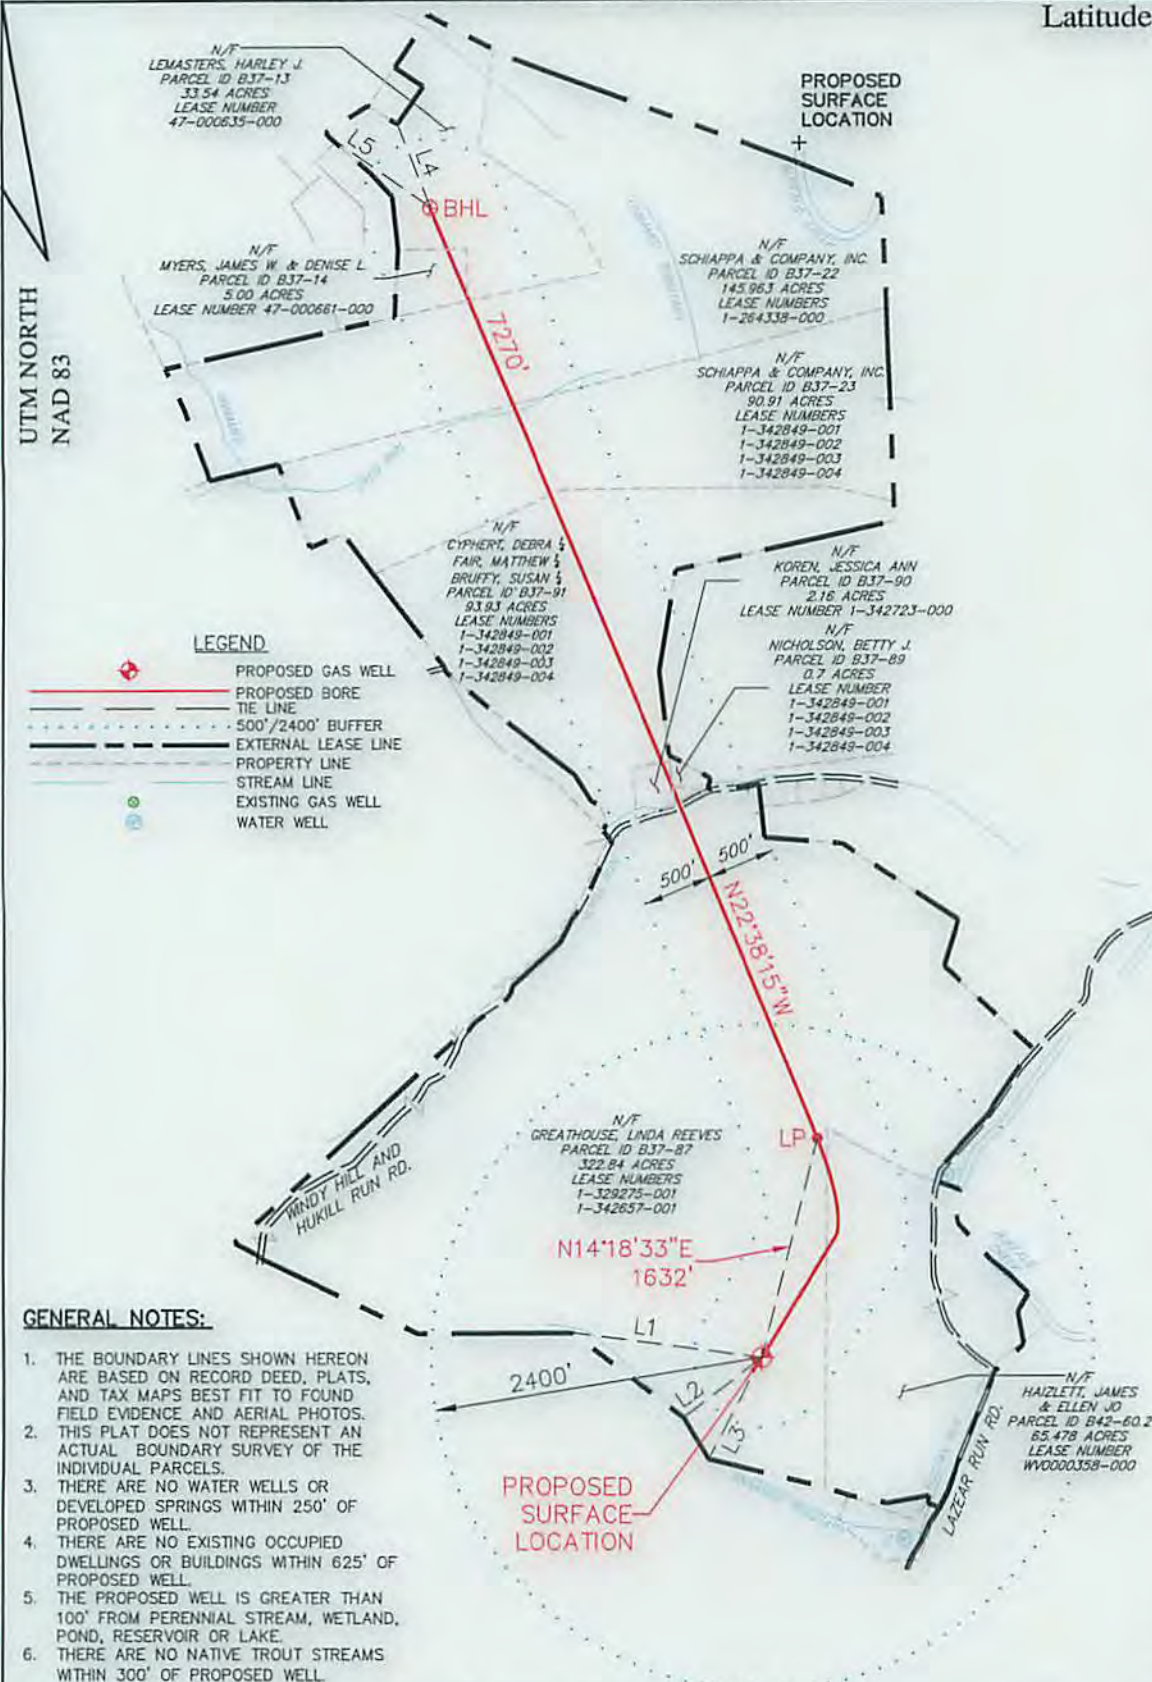 Latitude
N/F
LEMASTERS, HARLEY J.
PARCEL ID B37-13
33.54 ACRES
LEASE NUMBER
47-000635-000
PROPOSED
SURFACE
LOCATION
L5
L4
BHL
N/F
MYERS, JAMES W. & DENISE L.
PARCEL ID B37-14
5.00 ACRES
LEASE NUMBER 47-000661-000
N/F
SCHIAPPA & COMPANY, INC.
PARCEL ID B37-22
145.963 ACRES
LEASE NUMBERS
1-264338-000
UTM NORTH
NAD 83
7270'
N/F
SCHIAPPA & COMPANY, INC.
PARCEL ID B37-23
90.91 ACRES
LEASE NUMBERS
1-342849-001
1-342849-002
1-342849-003
1-342849-004
N/F
CYPHERT, DEBRA
FAIR, MATTHEW
BRUFFY, SUSAN
PARCEL ID B37-91
93.93 ACRES
LEASE NUMBERS
1-342849-001
1-342849-002
1-342849-003
1-342849-004
N/F
KOREN, JESSICA ANN
PARCEL ID B37-90
2.16 ACRES
LEASE NUMBER 1-342723-000
N/F
NICHOLSON, BETTY J.
PARCEL ID B37-89
0.7 ACRES
LEASE NUMBER
1-342849-001
1-342849-002
1-342849-003
1-342849-004
LEGEND
PROPOSED GAS WELL
PROPOSED BORE
TIE LINE
500'/2400' BUFFER
EXTERNAL LEASE LINE
PROPERTY LINE
STREAM LINE
EXISTING GAS WELL
WATER WELL
500'
500'
N22°38'15"W
N/F
GREATHOUSE, LINDA REEVES
PARCEL ID B37-87
322.84 ACRES
LEASE NUMBERS
1-329275-001
1-342657-001
LP
WINDY HILL AND
HUKILL RUN RD.
N14°18'33"E
1632'
L1
2400'
L2
L3
PROPOSED
SURFACE
LOCATION
LAZEAR RUN RD.
N/F
HAIZLETT, JAMES
& ELLEN JO
PARCEL ID B42-60.2
65.478 ACRES
LEASE NUMBER
WV0000358-000
GENERAL NOTES:
1. THE BOUNDARY LINES SHOWN HEREON
ARE BASED ON RECORD DEED, PLATS,
AND TAX MAPS BEST FIT TO FOUND
FIELD EVIDENCE AND AERIAL PHOTOS.
2. THIS PLAT DOES NOT REPRESENT AN
ACTUAL BOUNDARY SURVEY OF THE
INDIVIDUAL PARCELS.
3. THERE ARE NO WATER WELLS OR
DEVELOPED SPRINGS WITHIN 250' OF
PROPOSED WELL.
4. THERE ARE NO EXISTING OCCUPIED
DWELLINGS OR BUILDINGS WITHIN 625' OF
PROPOSED WELL.
5. THE PROPOSED WELL IS GREATER THAN
100' FROM PERENNIAL STREAM, WETLAND,
POND, RESERVOIR OR LAKE.
6. THERE ARE NO NATIVE TROUT STREAMS
WITHIN 300' OF PROPOSED WELL.